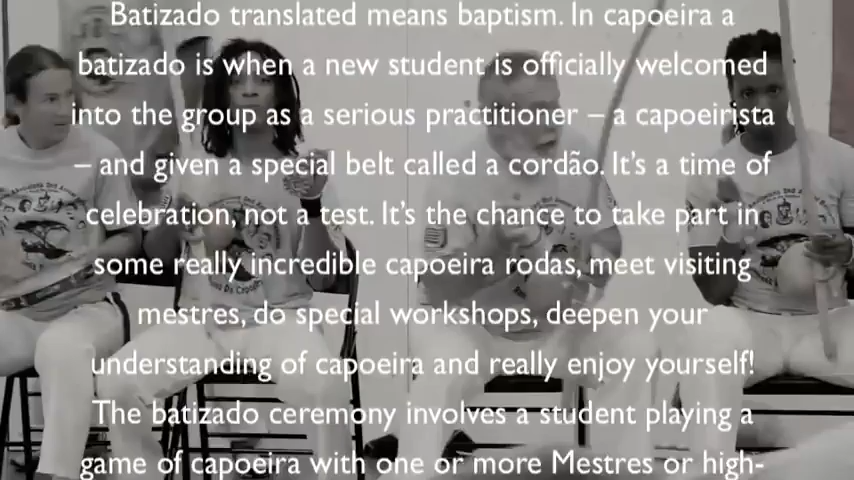 Batizado translated means baptism. In capoeira a
batizado is when a new student is officially welcomed
into the group as a serious practitioner – a capoeirista
– and given a special belt called a cordão. It's a time of
celebration, not a test. It's the chance to take part in
some really incredible capoeira rodas, meet visiting
mestres, do special workshops, deepen your
understanding of capoeira and really enjoy yourself!
The batizado ceremony involves a student playing a
game of capoeira with one or more Mestres or high-